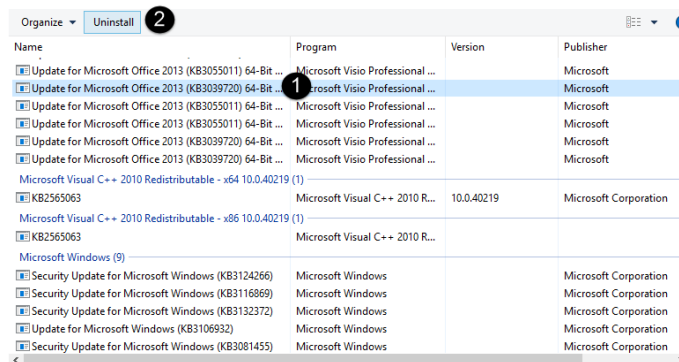 Organize Uninstall 2
Name Program Version Publisher
Update for Microsoft Office 2013 (KB3055011) 64-Bit ... Microsoft Visio Professional ... Microsoft
Update for Microsoft Office 2013 (KB3039720) 64-Bit ... 1 Microsoft Visio Professional ... Microsoft
Update for Microsoft Office 2013 (KB3055011) 64-Bit ... Microsoft Visio Professional ... Microsoft
Update for Microsoft Office 2013 (KB3055011) 64-Bit ... Microsoft Visio Professional ... Microsoft
Update for Microsoft Office 2013 (KB3039720) 64-Bit ... Microsoft Visio Professional ... Microsoft
Update for Microsoft Office 2013 (KB3039720) 64-Bit ... Microsoft Visio Professional ... Microsoft
Microsoft Visual C++ 2010 Redistributable - x64 10.0.40219 (1)
KB2565063 Microsoft Visual C++ 2010 R... 10.0.40219 Microsoft Corporation
Microsoft Visual C++ 2010 Redistributable - x86 10.0.40219 (1)
KB2565063 Microsoft Visual C++ 2010 R...
Microsoft Windows (9)
Security Update for Microsoft Windows (KB3124266) Microsoft Windows Microsoft Corporation
Security Update for Microsoft Windows (KB3116869) Microsoft Windows Microsoft Corporation
Security Update for Microsoft Windows (KB3132372) Microsoft Windows Microsoft Corporation
Update for Microsoft Windows (KB3106932) Microsoft Windows Microsoft Corporation
Security Update for Microsoft Windows (KB3081455) Microsoft Windows Microsoft Corporation